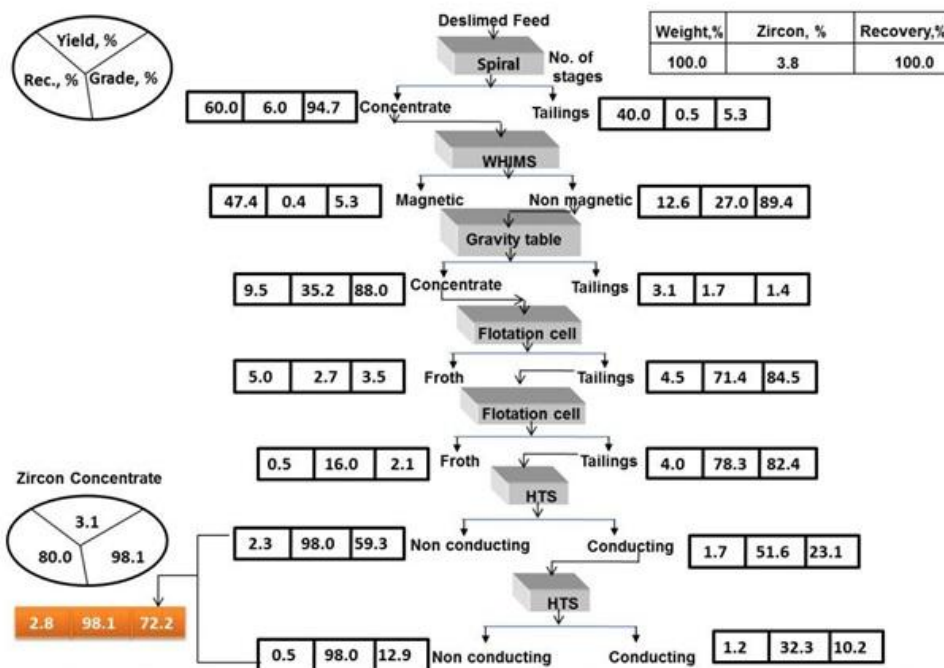 Deslimed Feed
Yield, %
Rec., %
Grade, %
Weight,%
Zircon, %
Recovery,%
100.0
3.8
100.0
Spiral
No. of
stages
60.0
6.0
94.7
Concentrate
Tailings
40.0
0.5
5.3
WHIMS
47.4
0.4
5.3
Magnetic
Non magnetic
12.6
27.0
89.4
Gravity table
9.5
35.2
88.0
Concentrate
Tailings
3.1
1.7
1.4
Flotation cell
5.0
2.7
3.5
Froth
Tailings
4.5
71.4
84.5
Flotation cell
0.5
16.0
2.1
Froth
Tailings
4.0
78.3
82.4
Zircon Concentrate
3.1
80.0
98.1
HTS
2.3
98.0
59.3
Non conducting
Conducting
1.7
51.6
23.1
HTS
2.8
98.1
72.2
0.5
98.0
12.9
Non conducting
Conducting
1.2
32.3
10.2